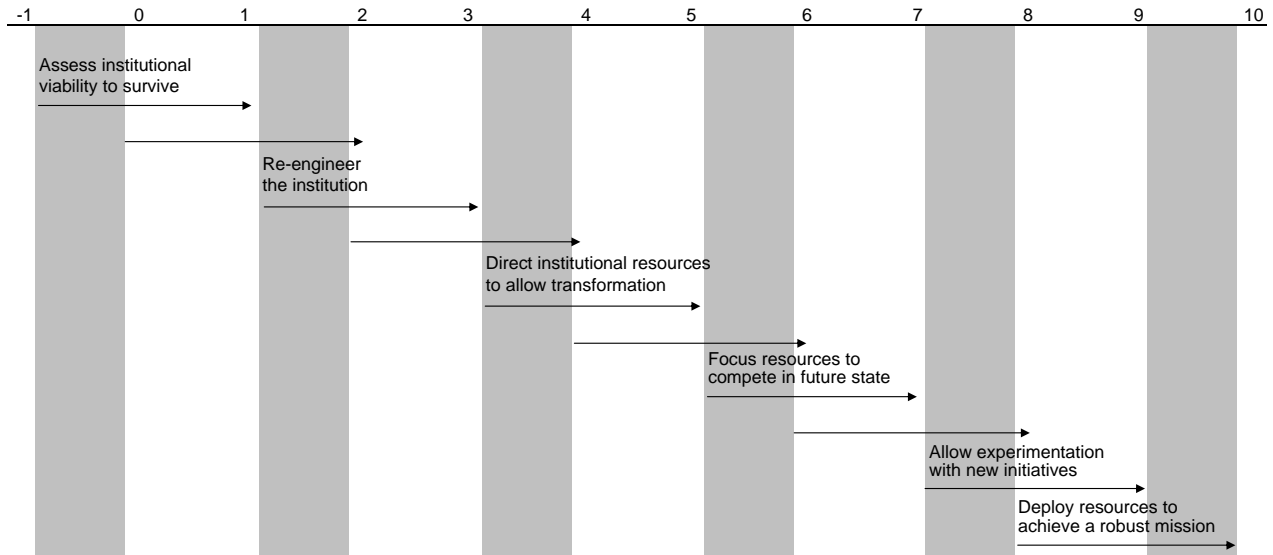 -1 0 1 2 3 4 5 6 7 8 9 10
Assess institutional
viability to survive
Re-engineer
the institution
Direct institutional resources
to allow transformation
Focus resources to
compete in future state
Allow experimentation
with new initiatives
Deploy resources to
achieve a robust mission